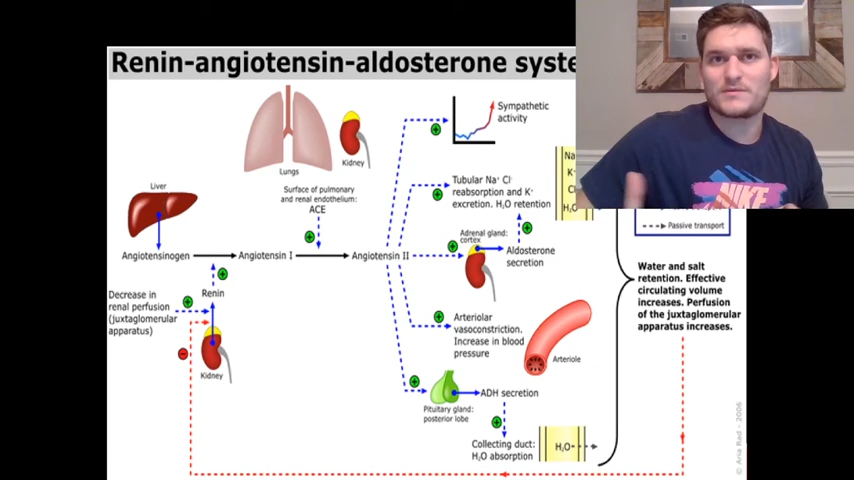 Renin-angiotensin-aldosterone syste
Sympathetic
activity
Lungs
Kidney
Liver
Surface of pulmonary
and renal endothelium:
ACE
Tubular Na⁺ Cl⁻
reabsorption and K⁺
excretion. H₂O retention
Na
K⁺
Cl
H₂O
NIKE
Passive transport
Adrenal gland:
cortex
Aldosterone
secretion
Angiotensinogen
Angiotensin I
Angiotensin II
Decrease in
renal perfusion
(juxtaglomerular
apparatus)
Renin
Kidney
Water and salt
retention. Effective
circulating volume
increases. Perfusion
of the juxtaglomerular
apparatus increases.
Arteriolar
vasoconstriction.
Increase in blood
pressure
Arteriole
Pituitary gland:
posterior lobe
ADH secretion
Collecting duct:
H₂O absorption
H₂O
© Aria Rad - 2006